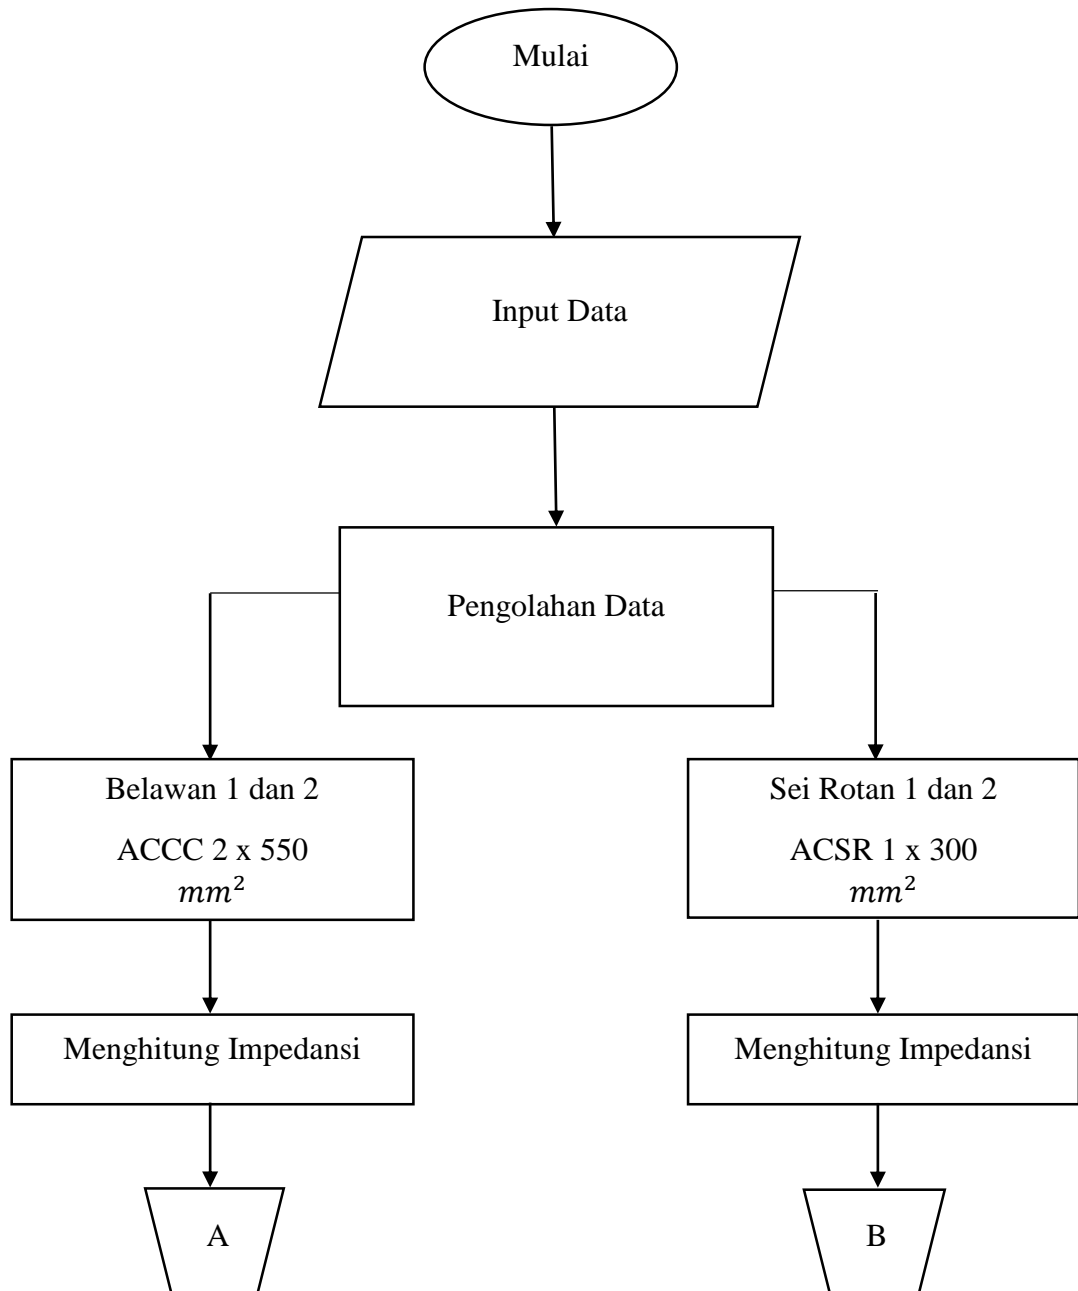 Mulai
Input Data
Pengolahan Data
Belawan 1 dan 2
ACCC 2 x 550
mm²
Sei Rotan 1 dan 2
ACSR 1 x 300
mm²
Menghitung Impedansi
Menghitung Impedansi
A
B